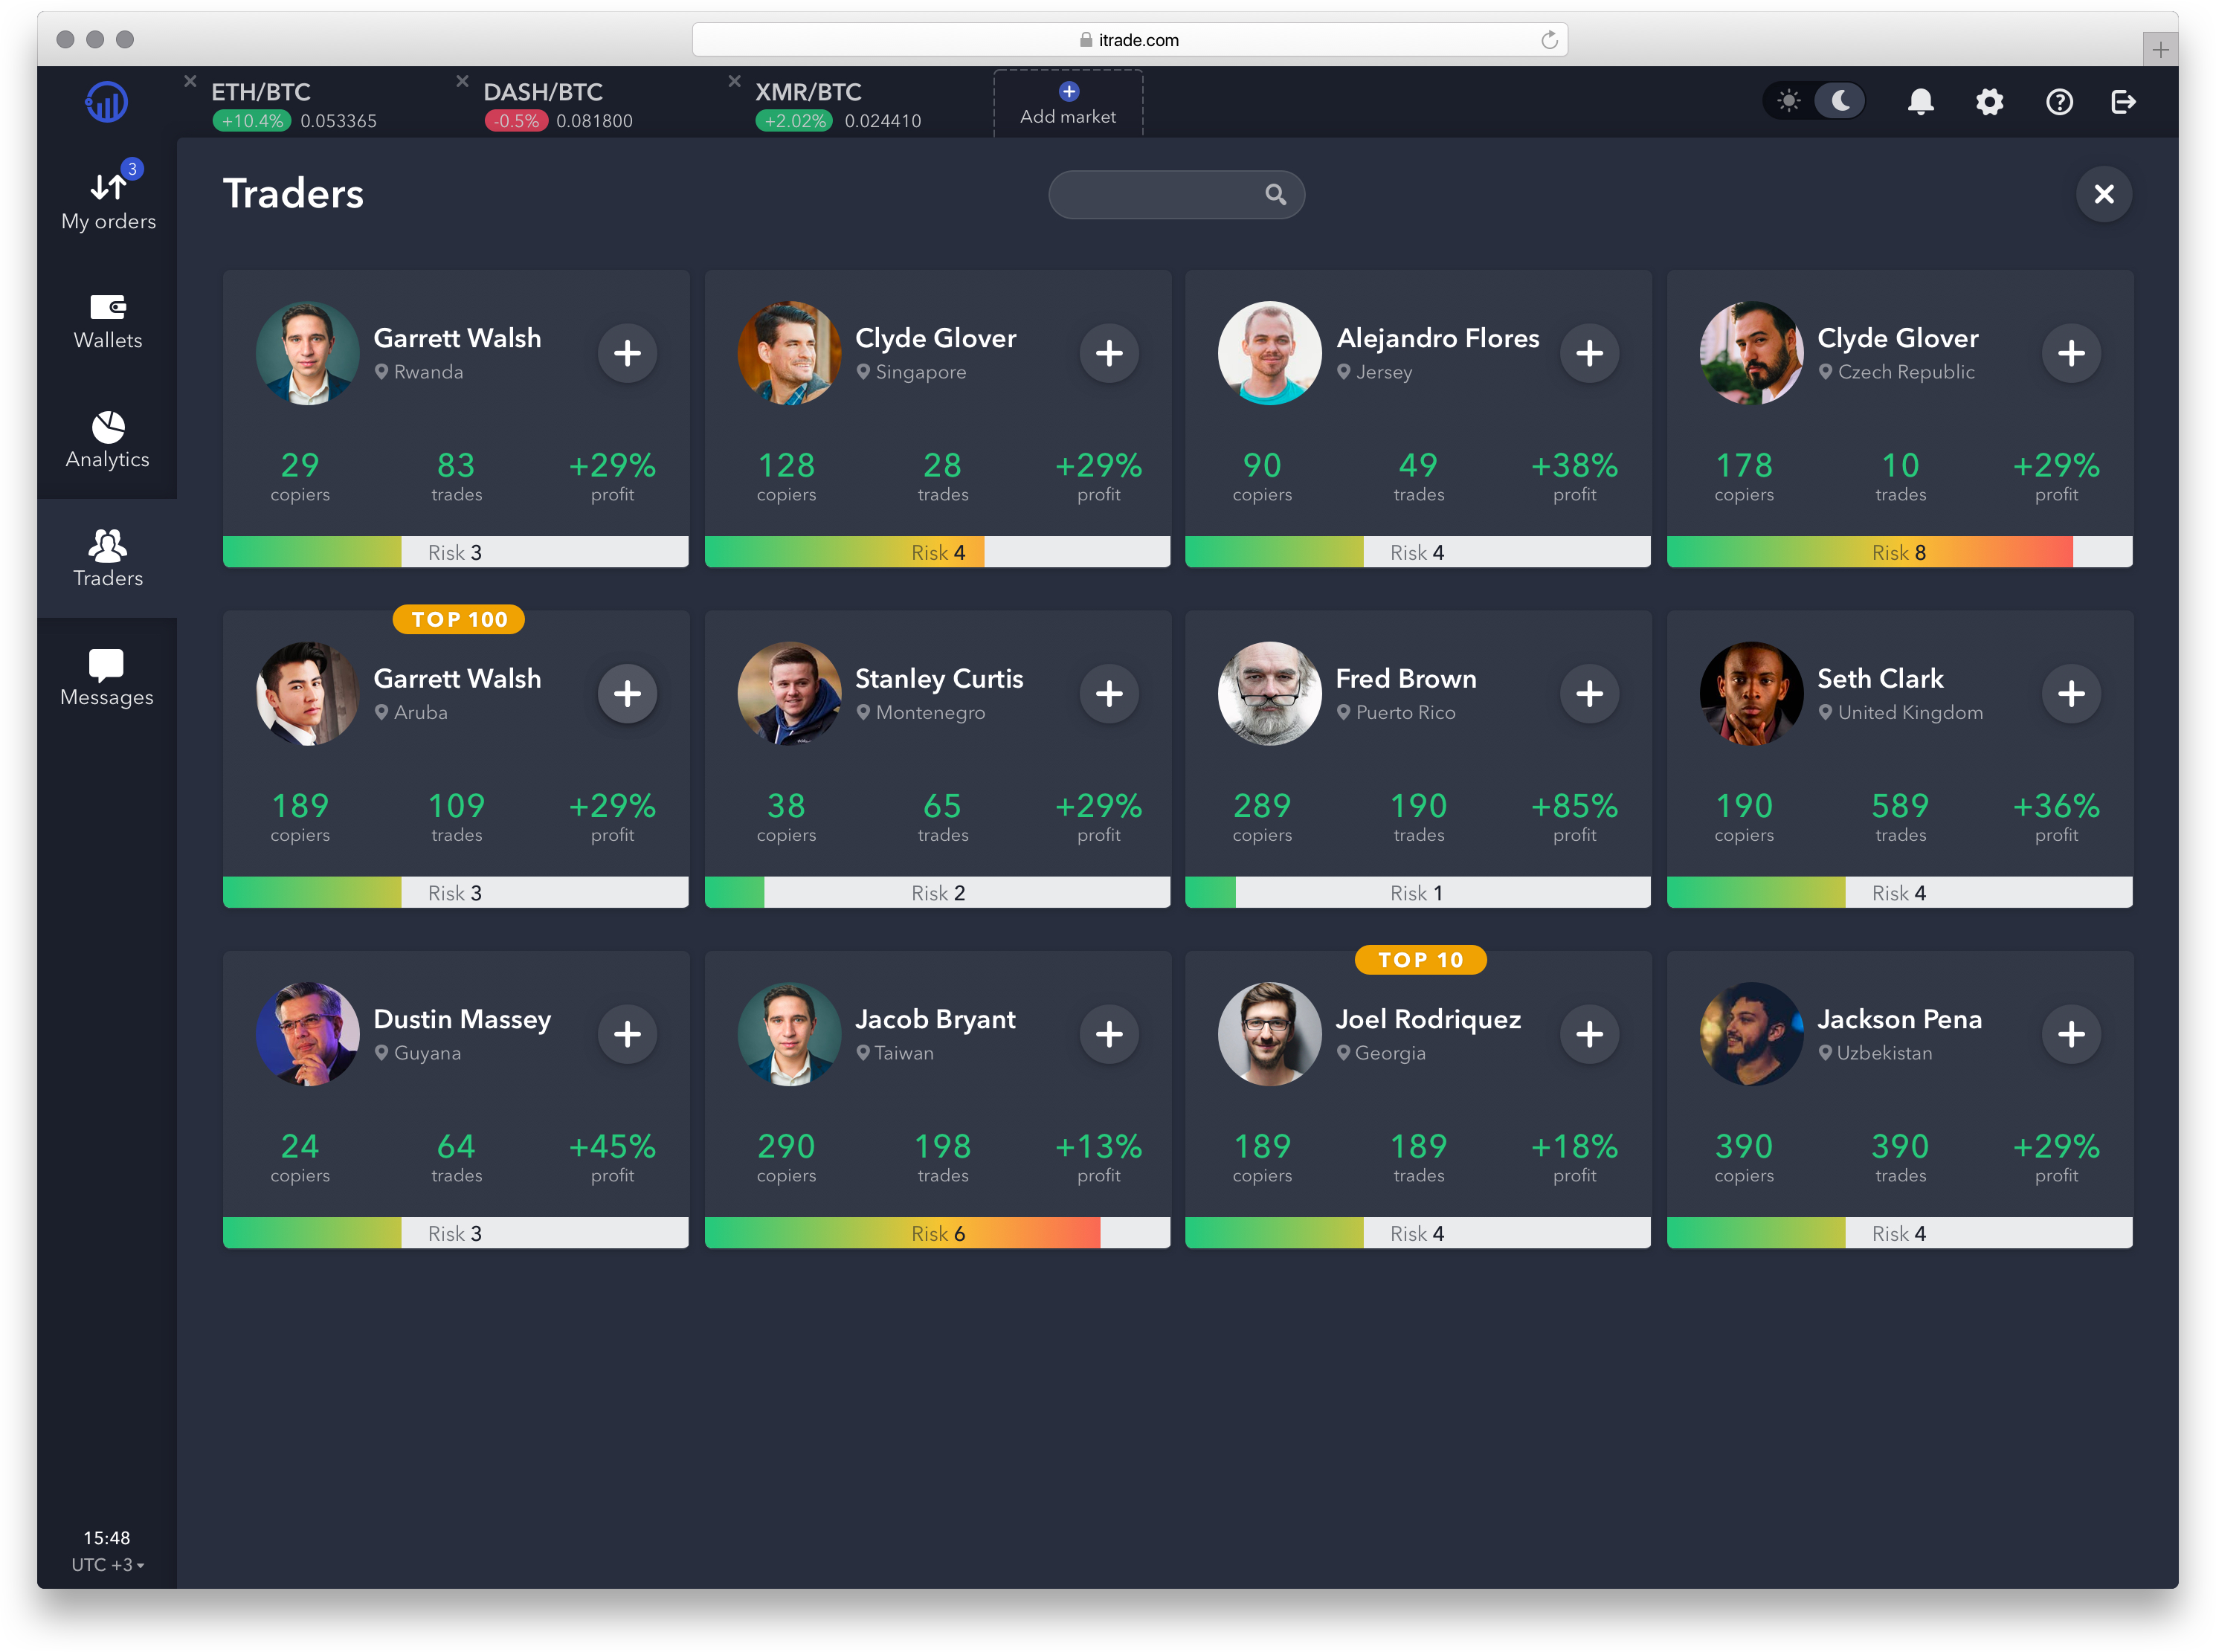 itrade.com
ETH/BTC
+10.4% 0.053365
DASH/BTC
-0.5% 0.081800
XMR/BTC
+2.02% 0.024410
Add market
3
My orders
Wallets
Analytics
Traders
Messages
15:48
UTC +3
Traders
Garrett Walsh
Rwanda
29 83 +29%
copiers trades profit
Risk 3
Clyde Glover
Singapore
128 28 +29%
copiers trades profit
Risk 4
Alejandro Flores
Jersey
90 49 +38%
copiers trades profit
Risk 4
Clyde Glover
Czech Republic
178 10 +29%
copiers trades profit
Risk 8
TOP 100
Garrett Walsh
Aruba
189 109 +29%
copiers trades profit
Risk 3
Stanley Curtis
Montenegro
38 65 +29%
copiers trades profit
Risk 2
Fred Brown
Puerto Rico
289 190 +85%
copiers trades profit
Risk 1
Seth Clark
United Kingdom
190 589 +36%
copiers trades profit
Risk 4
Dustin Massey
Guyana
24 64 +45%
copiers trades profit
Risk 3
Jacob Bryant
Taiwan
290 198 +13%
copiers trades profit
Risk 6
TOP 10
Joel Rodriquez
Georgia
189 189 +18%
copiers trades profit
Risk 4
Jackson Pena
Uzbekistan
390 390 +29%
copiers trades profit
Risk 4